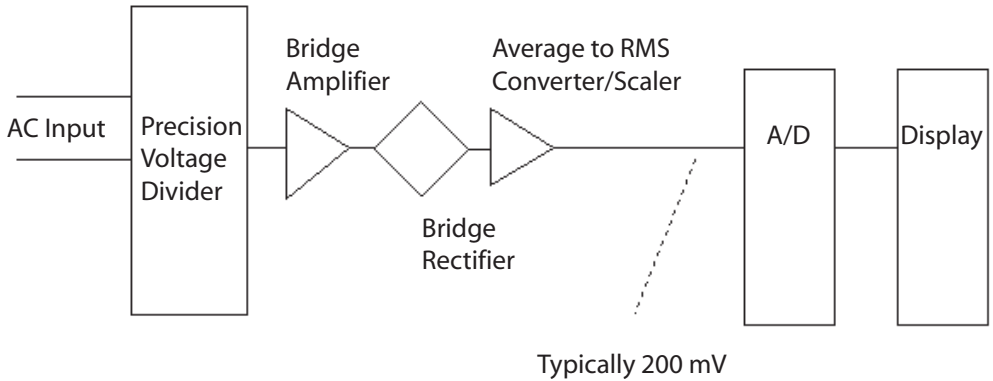 Bridge
Amplifier
Average to RMS
Converter/Scaler
AC Input
Precision
Voltage
Divider
A/D
Display
Bridge
Rectifier
Typically 200 mV